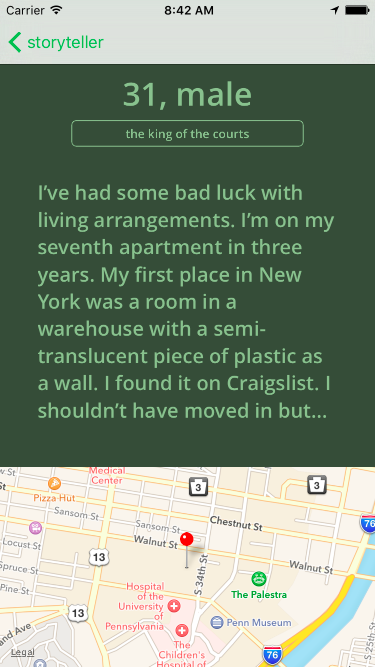 Carrier 8:42 AM
storyteller
31, male
the king of the courts
I've had some bad luck with
living arrangements. I'm on my
seventh apartment in three
years. My first place in New
York was a room in a
warehouse with a semi-
translucent piece of plastic as
a wall. I found it on Craigslist. I
shouldn't have moved in but...
Medical
Center
3
3
Pizza Hut
Sansom St
Chestnut St
76
Sansom St
Locust St
Walnut St
13
Walnut St
Spruce St
Pine St
S 34th St
Hospital
of the
University
of
Pennsylvania
The Palestra
13
Penn Museum
The
Children's
Hospital of
76
Legal